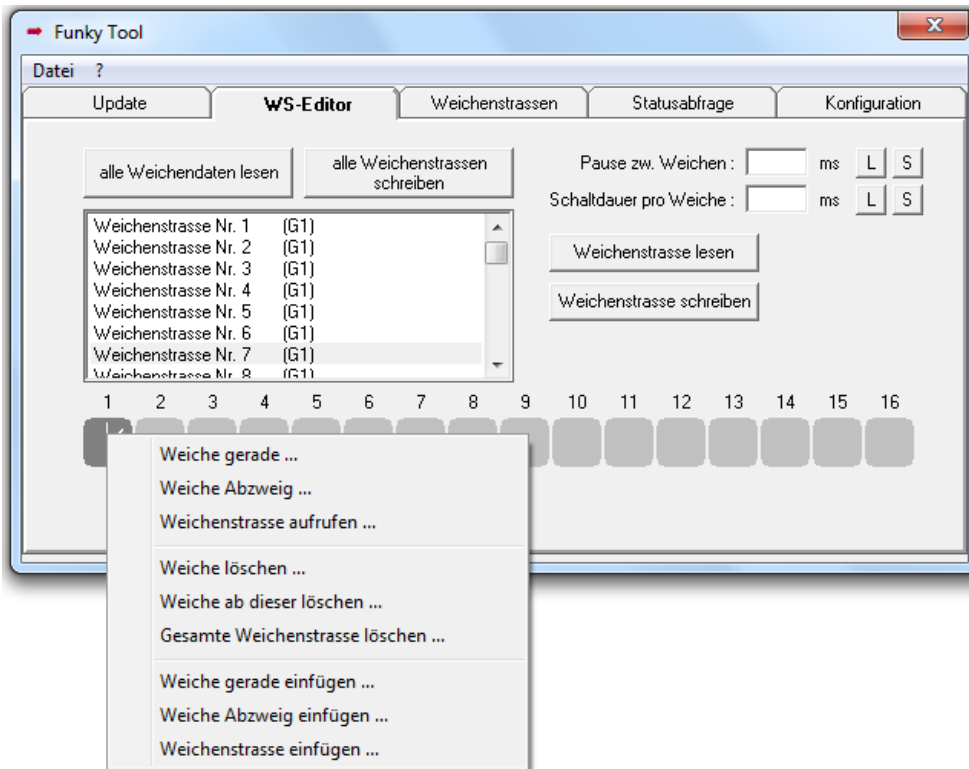 Funky Tool
Datei ?
Update WS-Editor Weichenstrassen Statusabfrage Konfiguration
alle Weichendaten lesen
alle Weichenstrassen
schreiben
Pause zw. Weichen : ms L S
Schaltdauer pro Weiche : ms L S
Weichenstrasse lesen
Weichenstrasse schreiben
Weichenstrasse Nr. 1 (G1)
Weichenstrasse Nr. 2 (G1)
Weichenstrasse Nr. 3 (G1)
Weichenstrasse Nr. 4 (G1)
Weichenstrasse Nr. 5 (G1)
Weichenstrasse Nr. 6 (G1)
Weichenstrasse Nr. 7 (G1)
Weichenstrasse Nr. 8 (G1)
1 2 3 4 5 6 7 8 9 10 11 12 13 14 15 16
Weiche gerade ...
Weiche Abzweig ...
Weichenstrasse aufrufen ...
Weiche löschen ...
Weiche ab dieser löschen ...
Gesamte Weichenstrasse löschen ...
Weiche gerade einfügen ...
Weiche Abzweig einfügen ...
Weichenstrasse einfügen ...